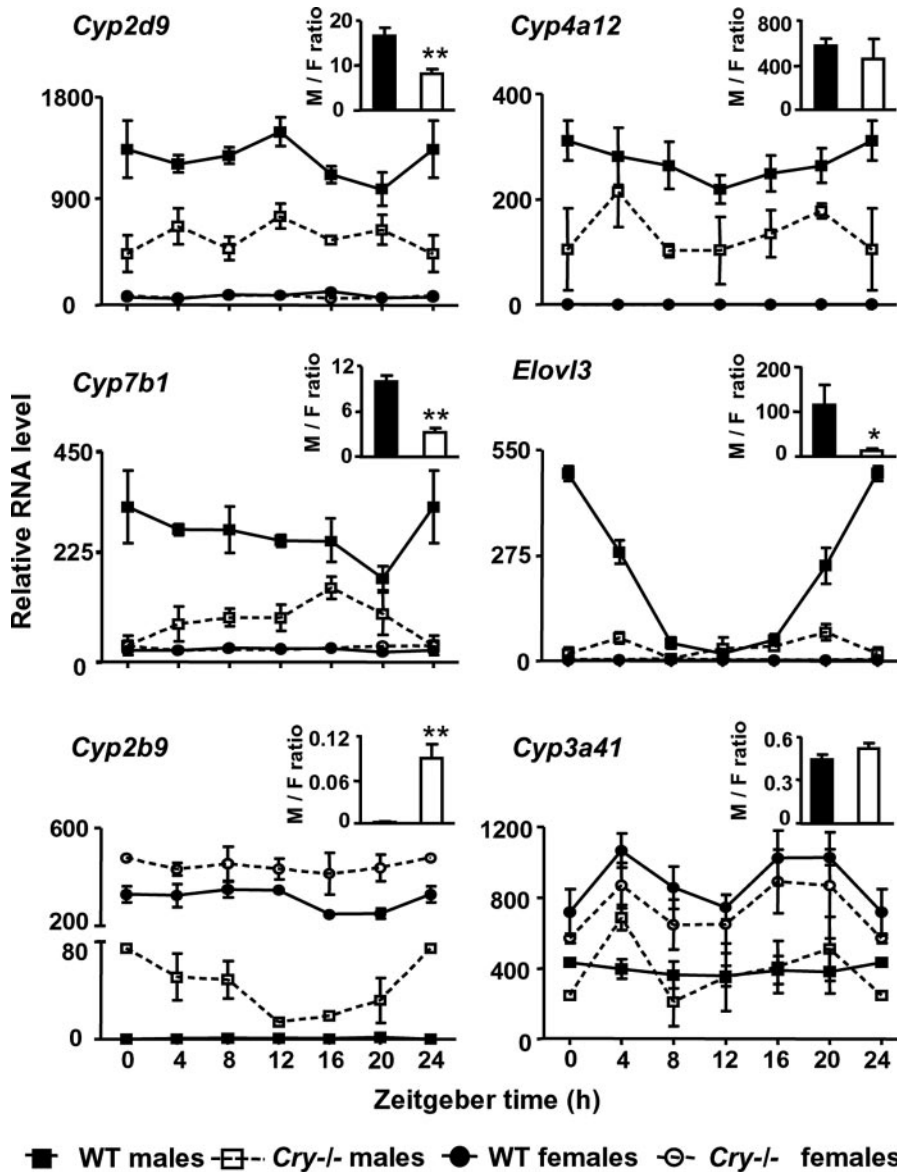 Cyp2d9
M / F ratio
20
10
0
**
1800
900
0
Cyp4a12
M / F ratio
800
400
0
400
200
0
Cyp7b1
M / F ratio
12
6
0
**
450
225
0
Elovl3
M / F ratio
200
100
0
*
550
275
0
Relative RNA level
Cyp2b9
M / F ratio
0.12
0.06
0
**
600
200
80
0
0 4 8 12 16 20 24
Cyp3a41
M / F ratio
0.6
0.3
0
1200
800
400
0
0 4 8 12 16 20 24
Zeitgeber time (h)
WT males Cry-/- males WT females Cry-/- females